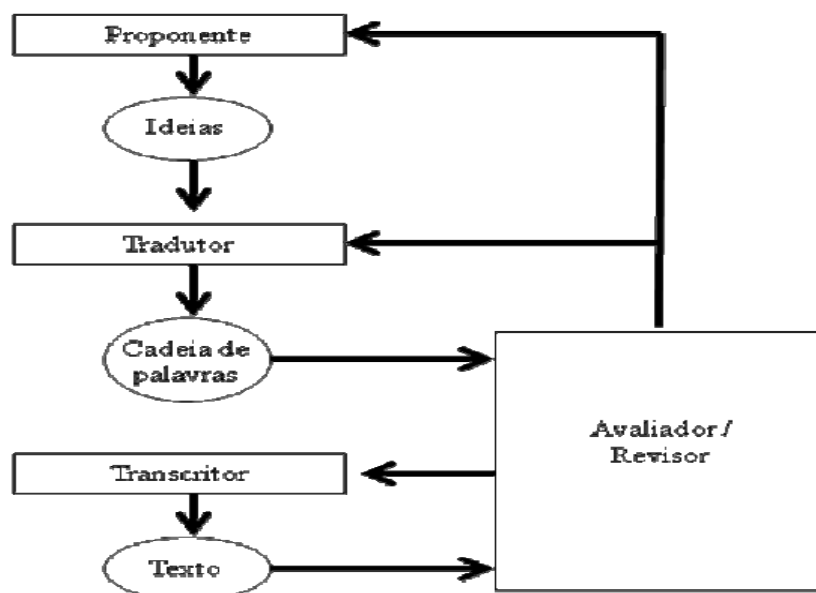 Proponente
Ideias
Tradutor
Cadeia de
palavras
Avaliador /
Revisor
Transcritor
Texto